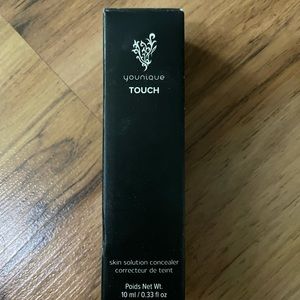 younique
TOUCH
skin solution concealer
correcteur de teint
Poids Net Wt.
10 ml / 0.33 fl oz